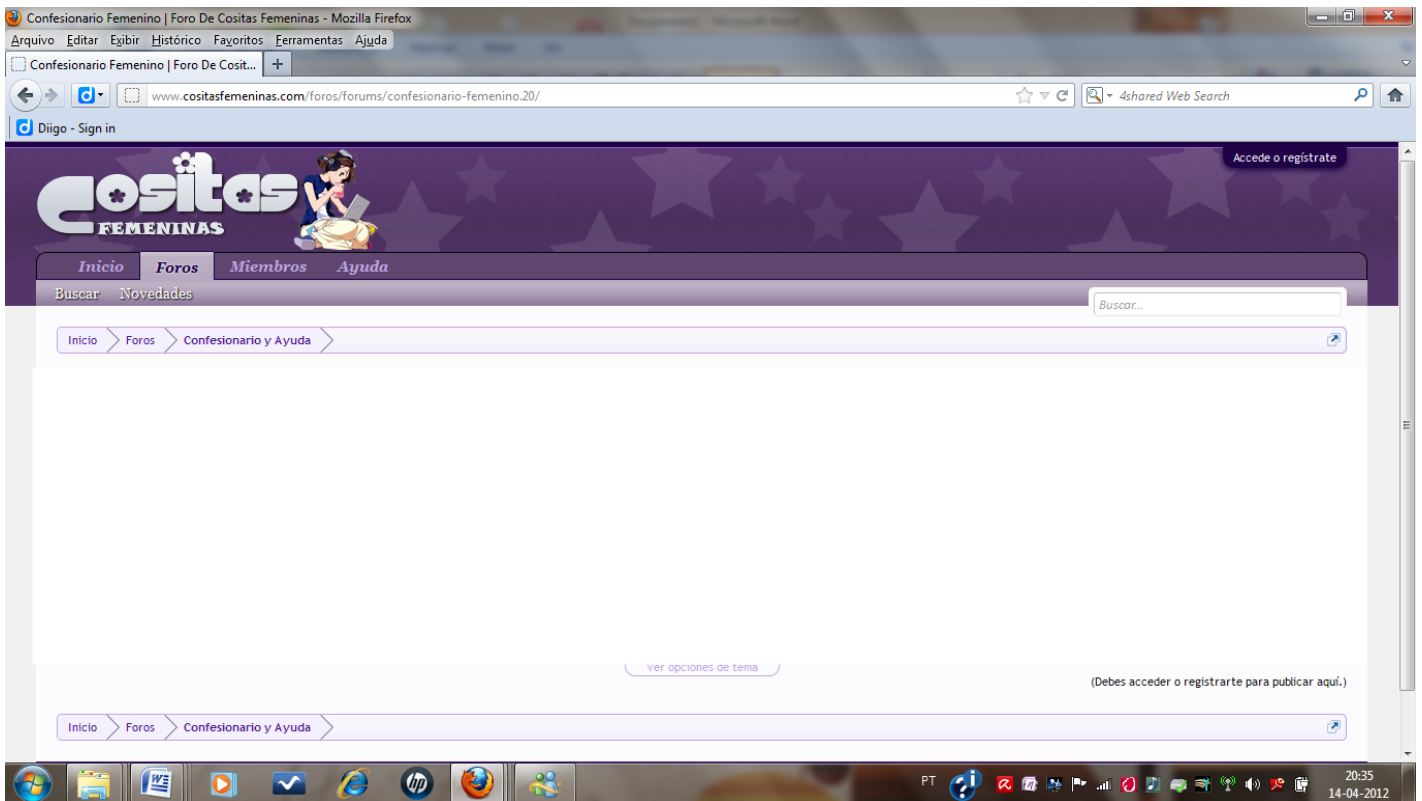 Confesionario Femenino | Foro De Cositas Femeninas - Mozilla Firefox
Arquivo Editar Exibir Histórico Favoritos Ferramentas Ajuda
Confesionario Femenino | Foro De Cosit...
www.cositasfemeninas.com/foros/forums/confesionario-femenino.20/
4shared Web Search
Diigo - Sign in
Accede o regístrate
Cositas
FEMENINAS
Inicio Foros Miembros Ayuda
Buscar Novedades
Buscar...
Inicio Foros Confesionario y Ayuda
Ver opciones de tema
(Debes acceder o registrarte para publicar aquí.)
Inicio Foros Confesionario y Ayuda
PT
20:35
14-04-2012